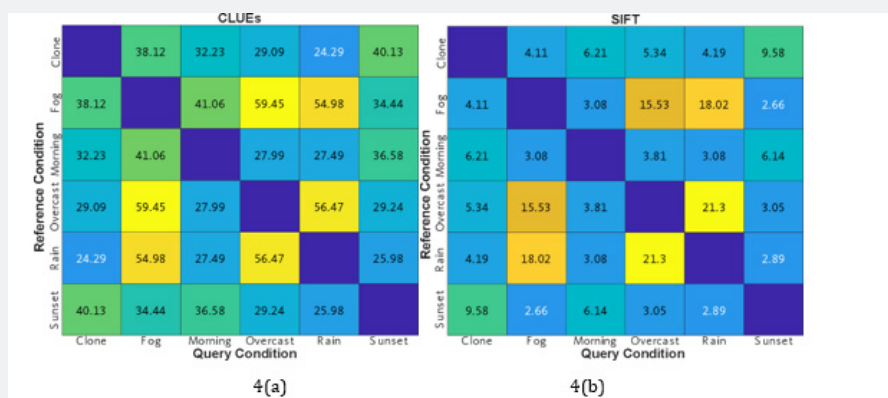 CLUEs
Clone 38.12 32.23 29.09 24.29 40.13
Fog 38.12 41.06 59.45 54.98 34.44
Morning 32.23 41.06 27.99 27.49 36.58
Overcast 29.09 59.45 27.99 56.47 29.24
Rain 24.29 54.98 27.49 56.47 25.98
Sunset 40.13 34.44 36.58 29.24 25.98
Reference Condition
Clone Fog Morning Overcast Rain Sunset
Query Condition
4(a)
SIFT
Clone 4.11 6.21 5.34 4.19 9.58
Fog 4.11 3.08 15.53 18.02 2.66
Morning 6.21 3.08 3.81 3.08 6.14
Overcast 5.34 15.53 3.81 21.3 3.05
Rain 4.19 18.02 3.08 21.3 2.89
Sunset 9.58 2.66 6.14 3.05 2.89
Reference Condition
Clone Fog Morning Overcast Rain Sunset
Query Condition
4(b)